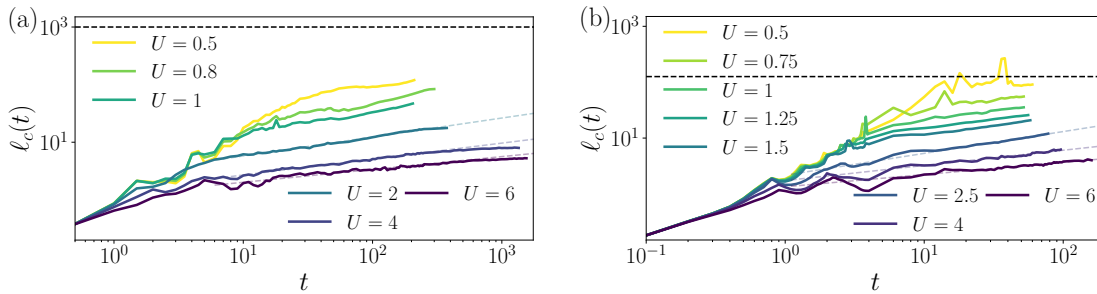 (a)
10^3
10^1
ℓ_c(t)
U = 0.5
U = 0.8
U = 1
U = 2
U = 4
U = 6
10^0 10^1 10^2 10^3
t
(b)
10^3
10^1
ℓ_c(t)
U = 0.5
U = 0.75
U = 1
U = 1.25
U = 1.5
U = 2.5
U = 4
U = 6
10^−1 10^0 10^1 10^2
t